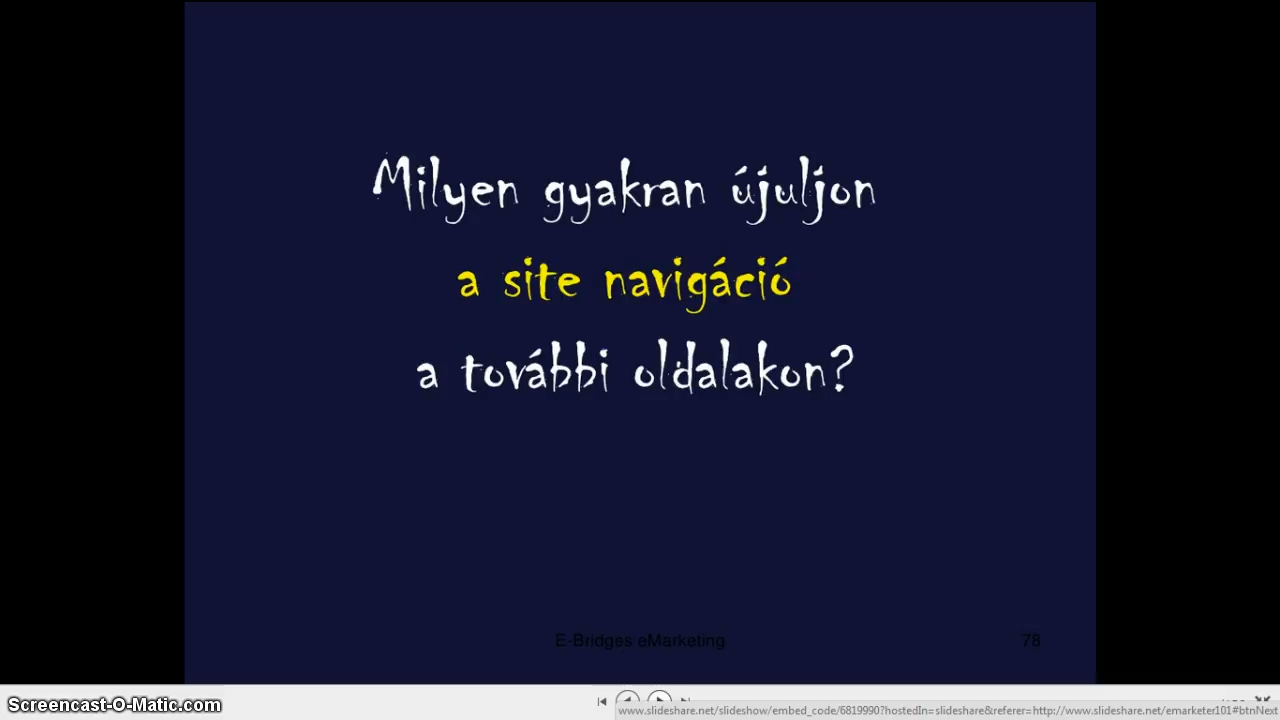 Milyen gyakran újuljon
a site navigáció
a további oldalakon?
E-Bridges eMarketing
78
Screencast-O-Matic.com
www.slideshare.net/slideshow/embed_code/6819990?hostedIn=slideshare&referer=http://www.slideshare.net/emarketer101#btnNext